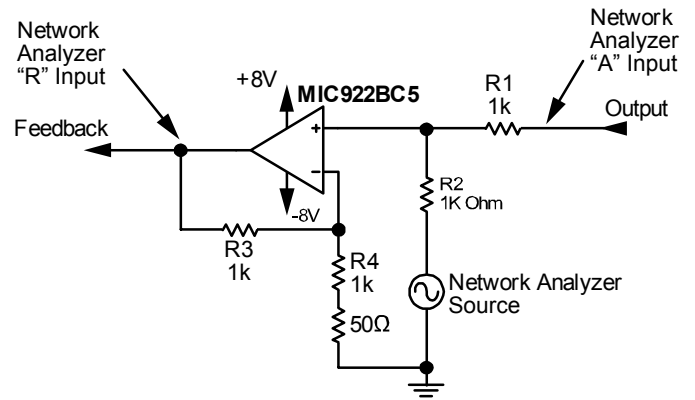 Network
Analyzer
“R” Input
Network
Analyzer
“A” Input
+8V
MIC922BC5
R1
1k
Feedback
Output
+
R2
1K Ohm
–
-8V
R3
1k
R4
1k
Network Analyzer
Source
50Ω